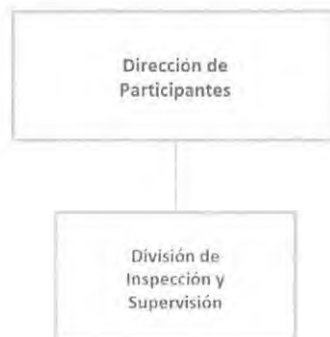 Dirección de
Participantes
División de
Inspección y
Supervisión